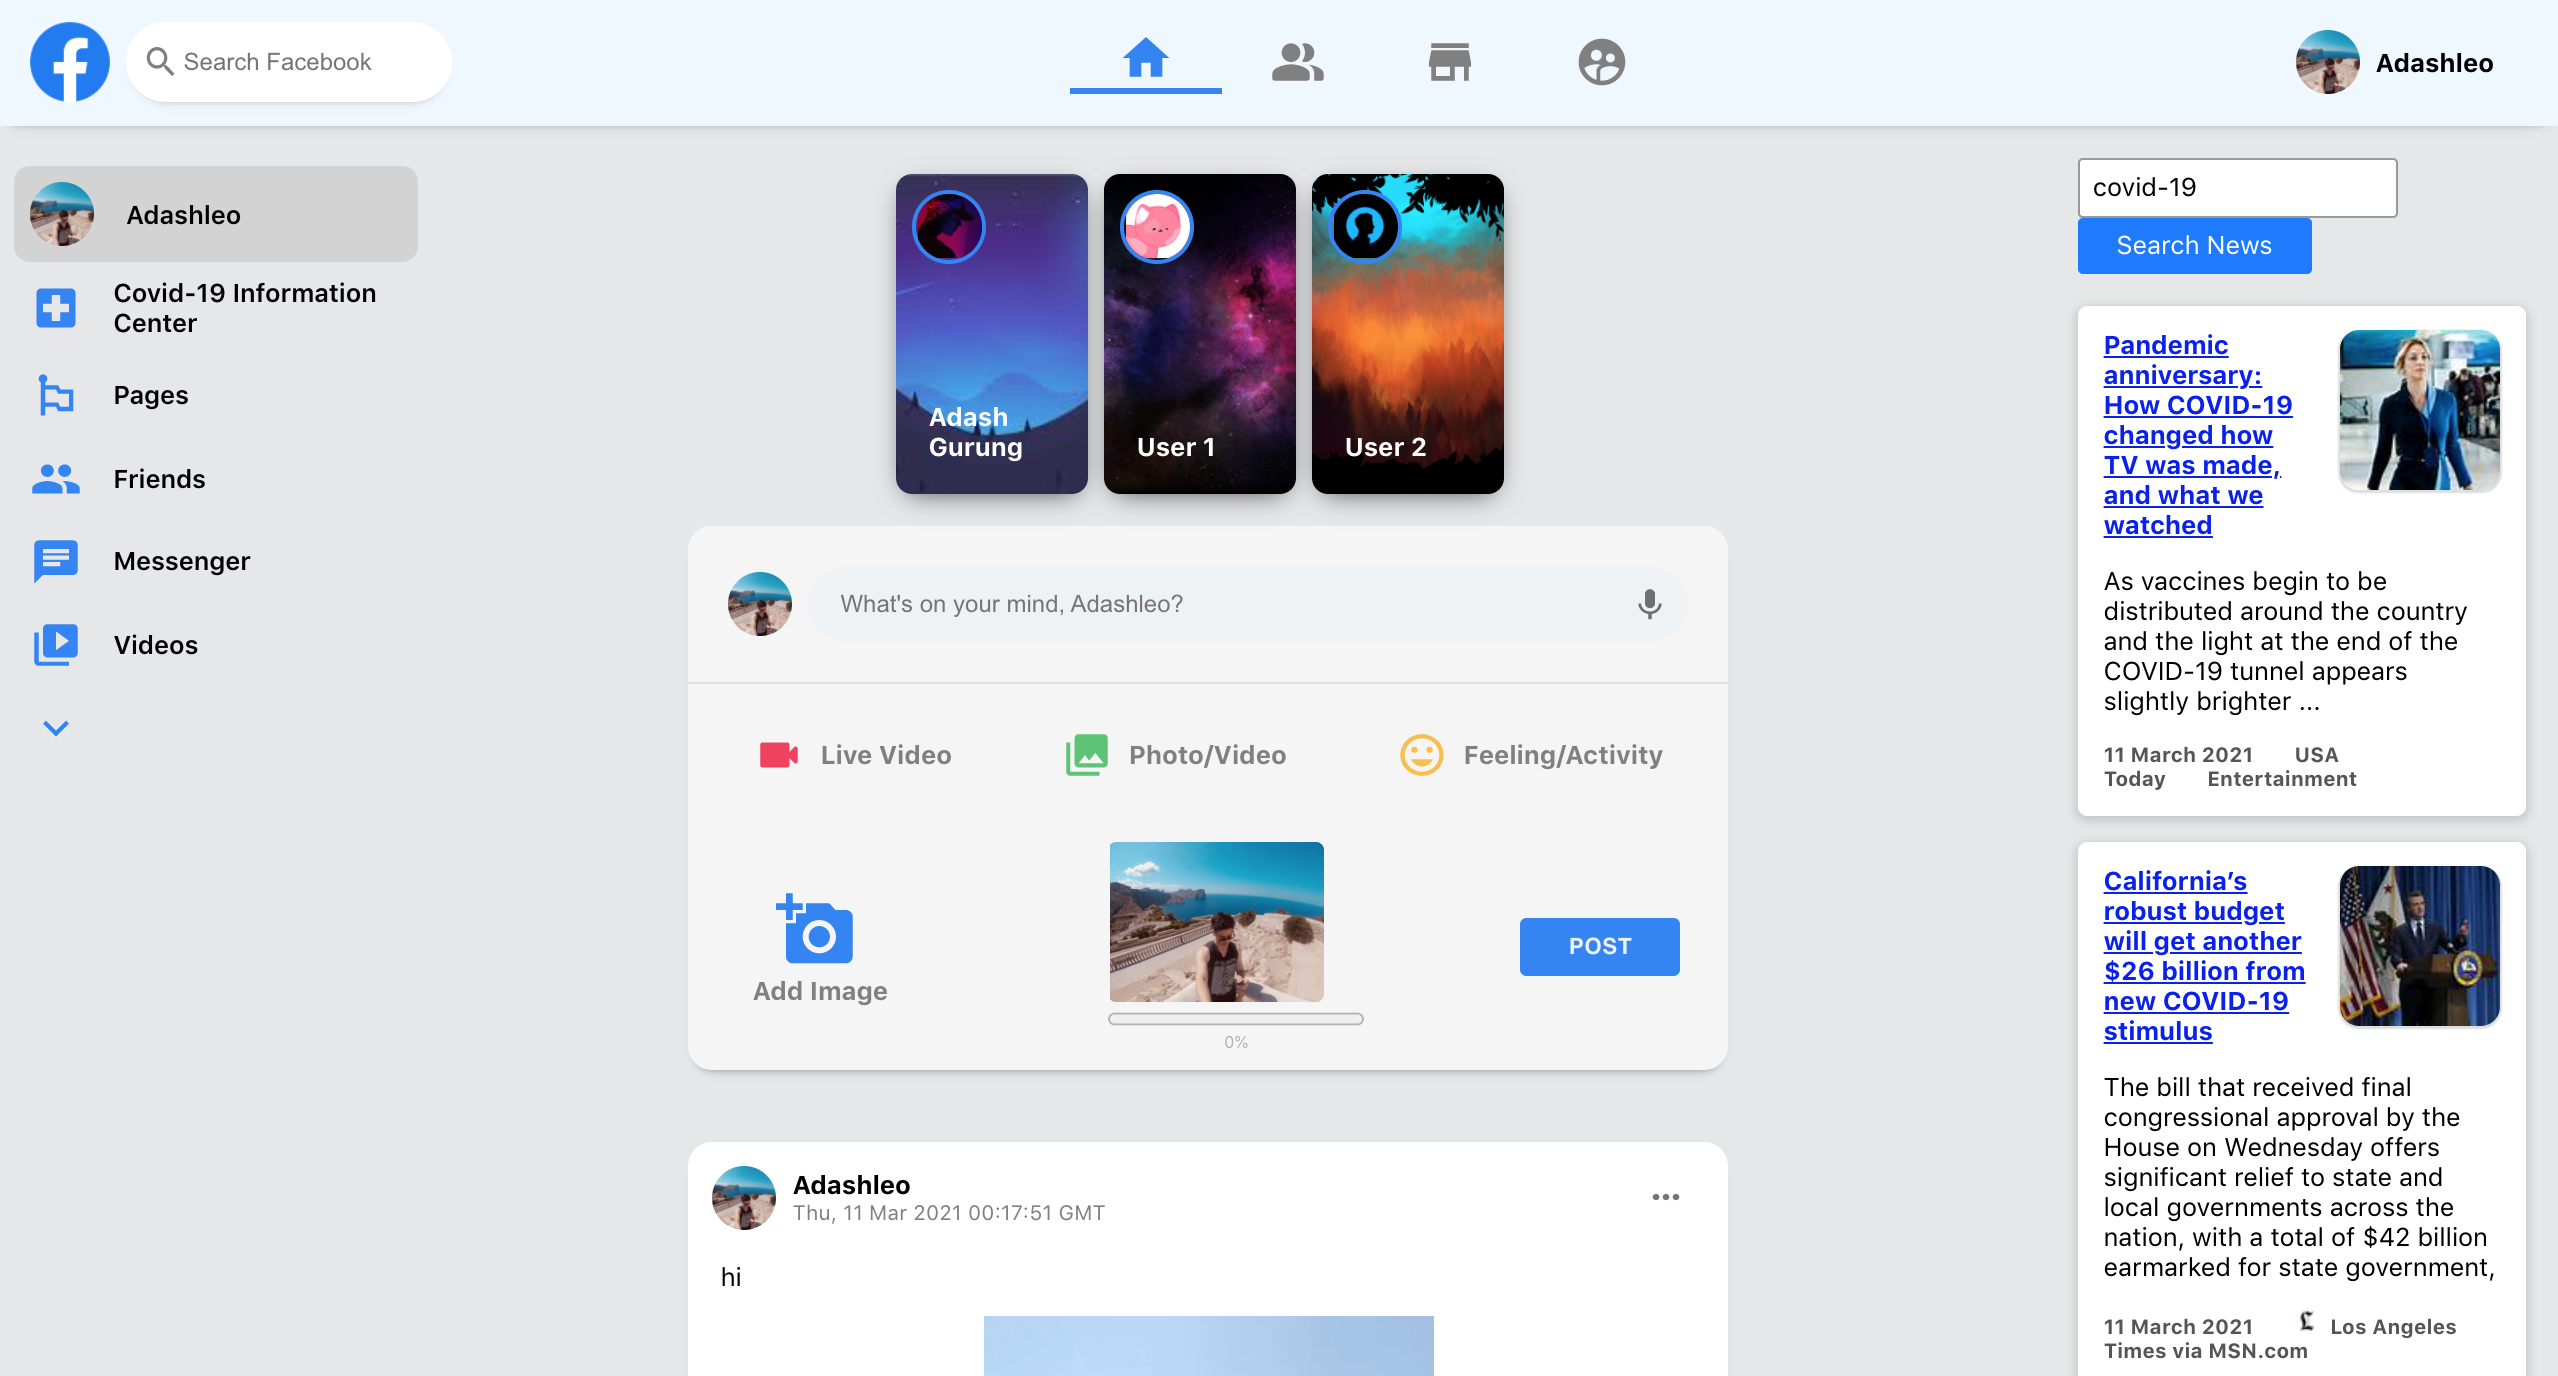 Search Facebook
Adashleo
Adashleo
Covid-19 Information
Center
Pages
Friends
Messenger
Videos
Adash
Gurung
User 1
User 2
What's on your mind, Adashleo?
Live Video
Photo/Video
Feeling/Activity
Add Image
0%
POST
Adashleo
Thu, 11 Mar 2021 00:17:51 GMT
hi
covid-19
Search News
Pandemic
anniversary:
How COVID-19
changed how
TV was made,
and what we
watched
As vaccines begin to be
distributed around the country
and the light at the end of the
COVID-19 tunnel appears
slightly brighter ...
11 March 2021 USA
Today Entertainment
California’s
robust budget
will get another
$26 billion from
new COVID-19
stimulus
The bill that received final
congressional approval by the
House on Wednesday offers
significant relief to state and
local governments across the
nation, with a total of $42 billion
earmarked for state government,
11 March 2021 Los Angeles
Times via MSN.com